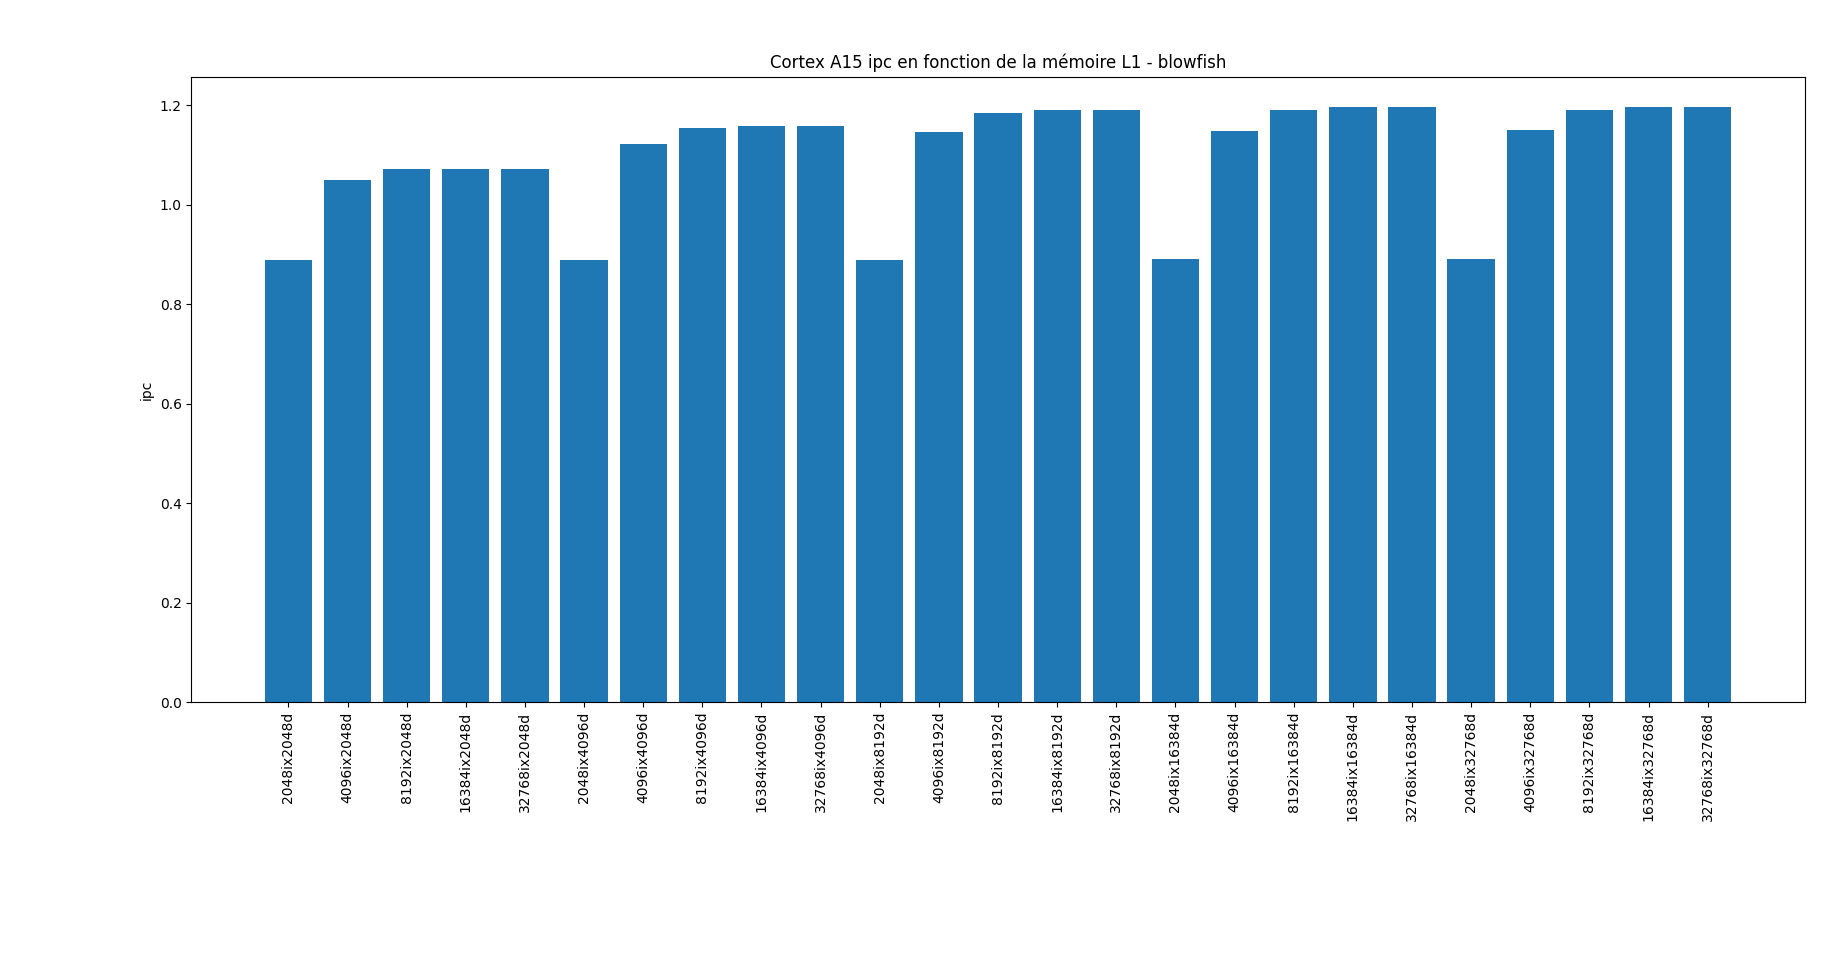 Cortex A15 ipc en fonction de la mémoire L1 - blowfish
1.2
1.0
0.8
0.6
0.4
0.2
0.0
ipc
2048ix2048d
4096ix2048d
8192ix2048d
16384ix2048d
32768ix2048d
2048ix4096d
4096ix4096d
8192ix4096d
16384ix4096d
32768ix4096d
2048ix8192d
4096ix8192d
8192ix8192d
16384ix8192d
32768ix8192d
2048ix16384d
4096ix16384d
8192ix16384d
16384ix16384d
32768ix16384d
2048ix32768d
4096ix32768d
8192ix32768d
16384ix32768d
32768ix32768d